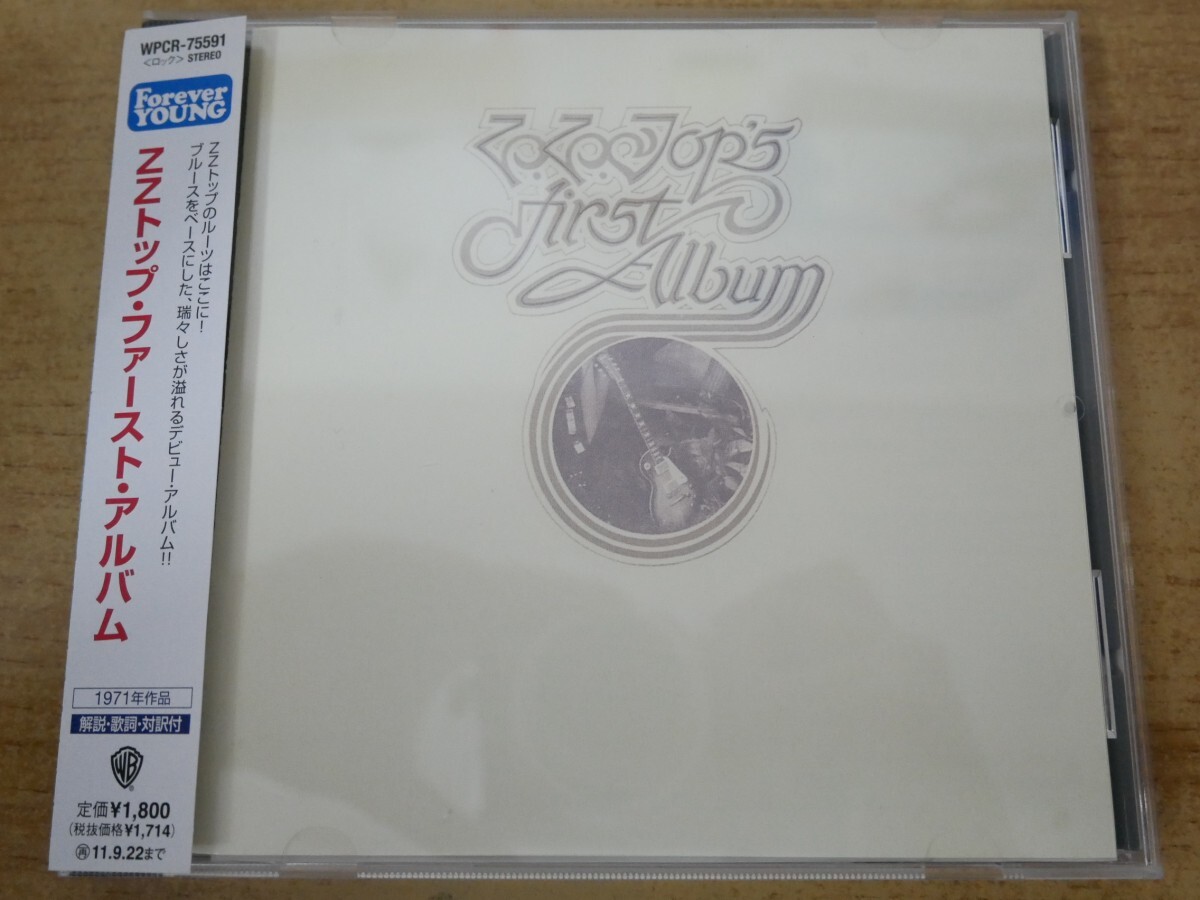 WPCR-75591
<ロック> STEREO
Forever
YOUNG
ZZトップのルーツはここに!
ブルースをベースにした、瑞々しさが溢れるデビュー・アルバム!!
ZZトップ・ファースト・アルバム
1971年作品
解説・歌詞・対訳付
WB
定価¥1,800
(税抜価格¥1,714)
再 11.9.22まで
Z.Z. Top's
first
Album